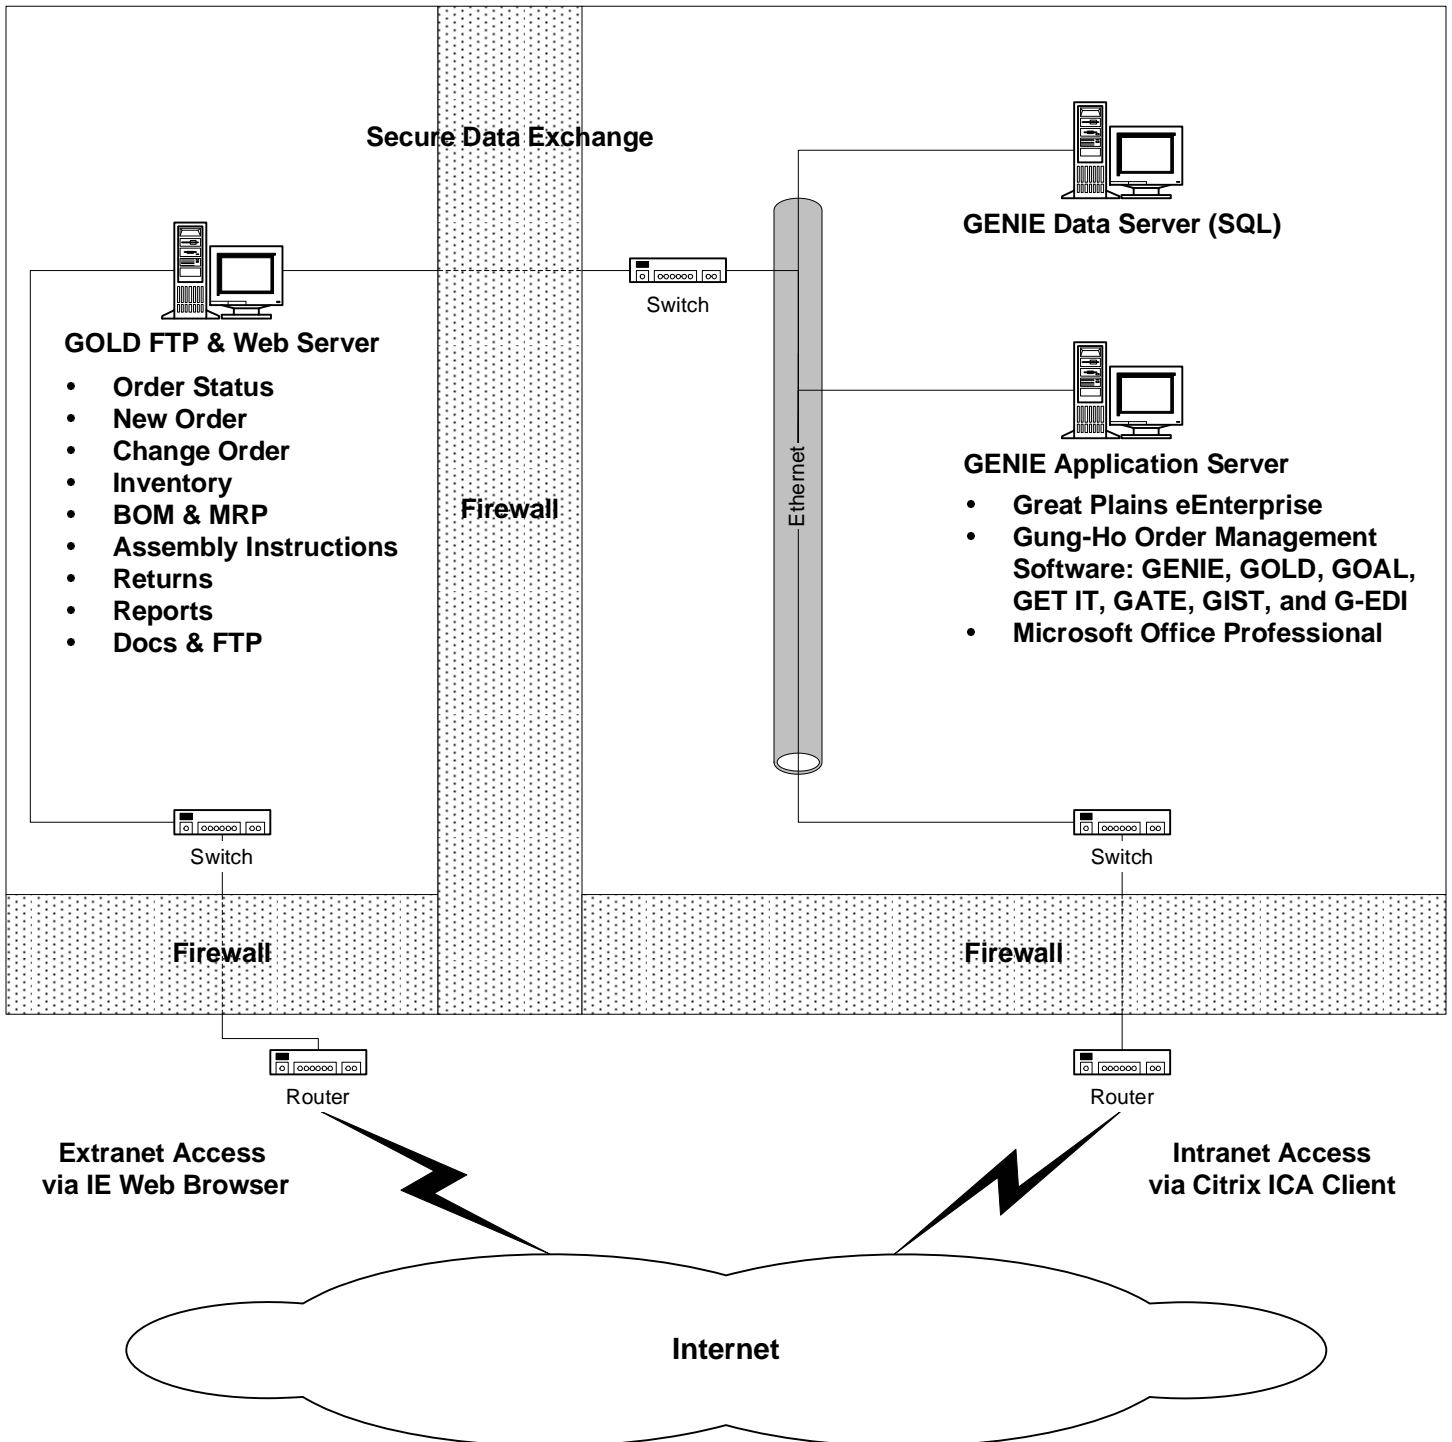 Secure Data Exchange
GENIE Data Server (SQL)
Switch
GOLD FTP & Web Server
• Order Status
• New Order
• Change Order
• Inventory
• BOM & MRP
• Assembly Instructions
• Returns
• Reports
• Docs & FTP
Firewall
Ethernet
GENIE Application Server
• Great Plains eEnterprise
• Gung-Ho Order Management
Software: GENIE, GOLD, GOAL,
GET IT, GATE, GIST, and G-EDI
• Microsoft Office Professional
Switch
Switch
Firewall
Firewall
Router
Router
Extranet Access
via IE Web Browser
Intranet Access
via Citrix ICA Client
Internet